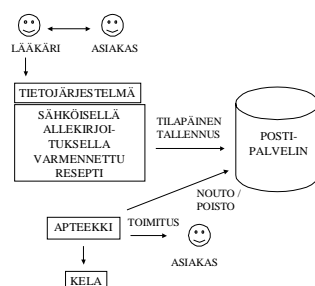 LÄÄKÄRI
ASIAKAS
TIETOJÄRJESTELMÄ
SÄHKÖISELLÄ
ALLEKIRJOI-
TUKSELLA
VARMENNETTU
RESEPTI
TILAPÄINEN
TALLENNUS
POSTI-
PALVELIN
NOUTO /
POISTO
APTEEKKI
TOIMITUS
ASIAKAS
KELA